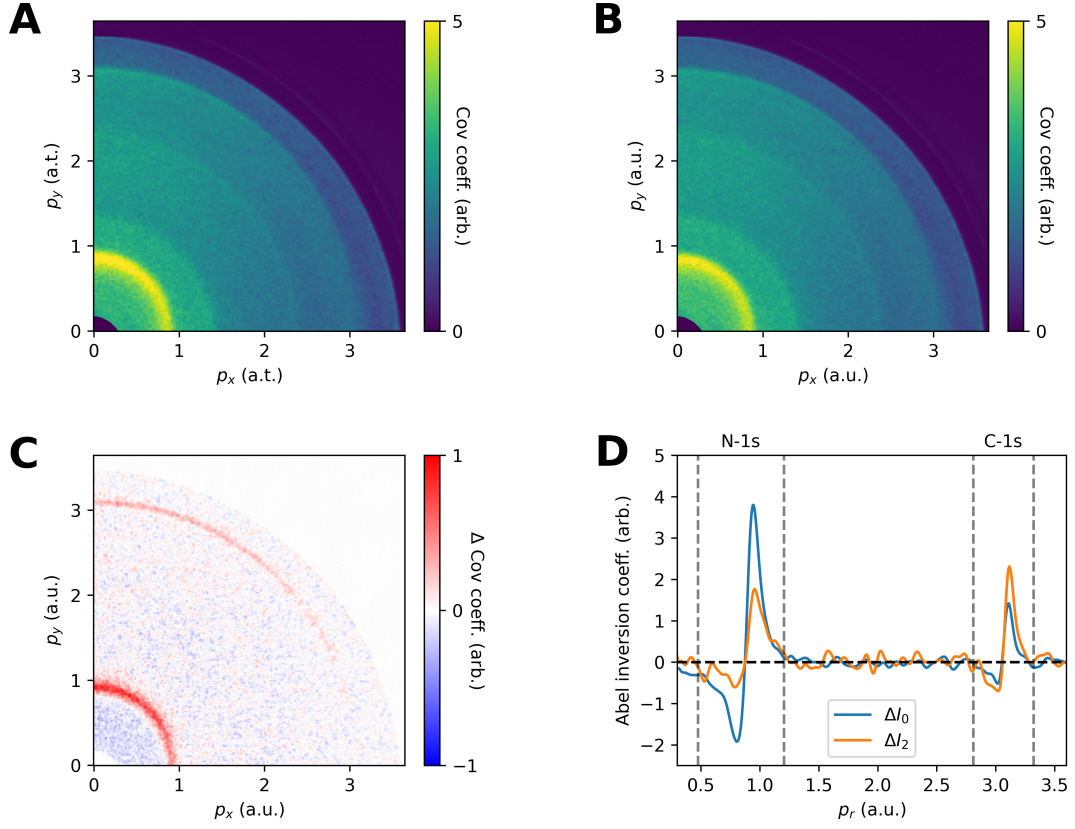 A
3
2
1
0
0
1
2
3
p_y (a.t.)
p_x (a.t.)
5
0
Cov coeff. (arb.)
B
3
2
1
0
0
1
2
3
p_y (a.u.)
p_x (a.u.)
5
0
Cov coeff. (arb.)
C
3
2
1
0
0
1
2
3
p_y (a.u.)
p_x (a.u.)
1
0
−1
Δ Cov coeff. (arb.)
D
N-1s
C-1s
5
4
3
2
1
0
−1
−2
0.5
1.0
1.5
2.0
2.5
3.0
3.5
Abel inversion coeff. (arb.)
p_r (a.u.)
ΔI_0
ΔI_2